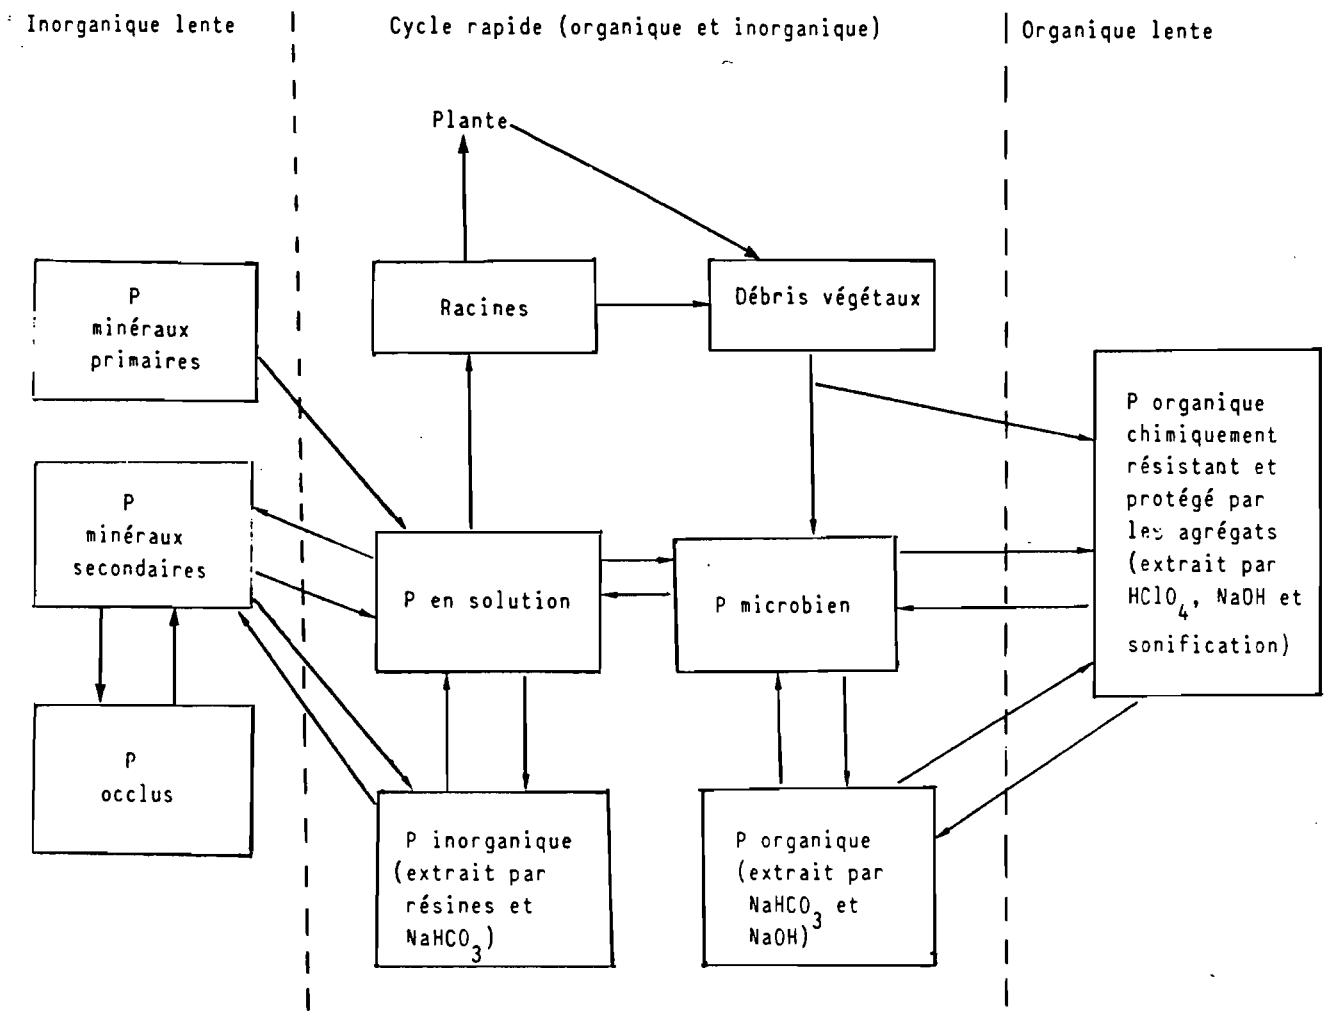 Inorganique lente
Cycle rapide (organique et inorganique)
Organique lente
Plante
P
minéraux
primaires
Racines
Débris végétaux
P organique
chimiquement
résistant et
protégé par
les agrégats
(extrait par
HClO4, NaOH et
sonification)
P
minéraux
secondaires
P en solution
P microbien
P
occlus
P inorganique
(extrait par
résines et
NaHCO3)
P organique
(extrait par
NaHCO3 et
NaOH)